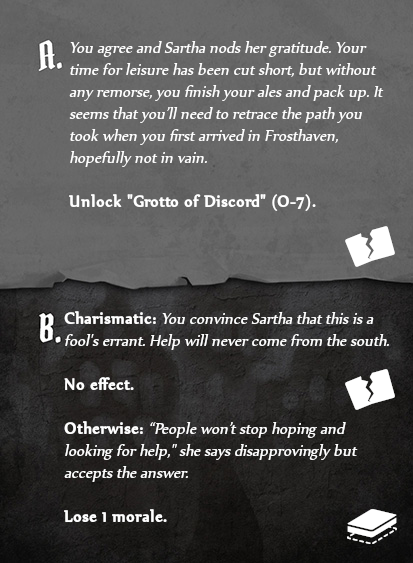 A. You agree and Sartha nods her gratitude. Your
time for leisure has been cut short, but without
any remorse, you finish your ales and pack up. It
seems that you'll need to retrace the path you
took when you first arrived in Frosthaven,
hopefully not in vain.
Unlock "Grotto of Discord" (O-7).
B. Charismatic: You convince Sartha that this is a
fool's errant. Help will never come from the south.
No effect.
Otherwise: “People won't stop hoping and
looking for help," she says disapprovingly but
accepts the answer.
Lose 1 morale.